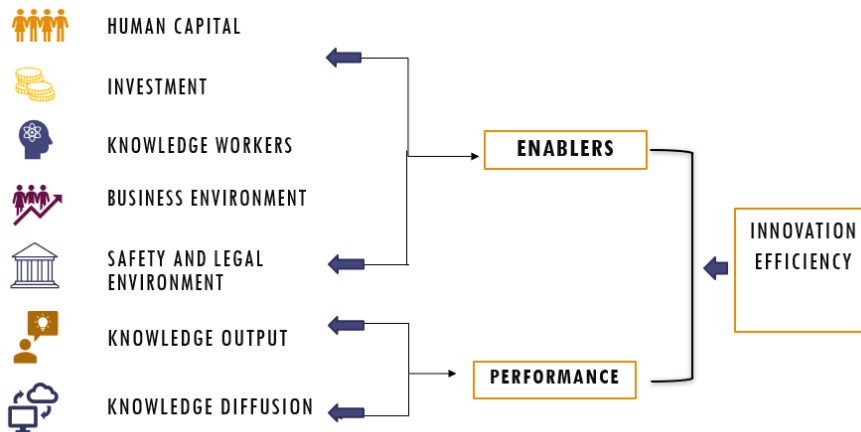 HUMAN CAPITAL
INVESTMENT
KNOWLEDGE WORKERS
BUSINESS ENVIRONMENT
SAFETY AND LEGAL
ENVIRONMENT
KNOWLEDGE OUTPUT
KNOWLEDGE DIFFUSION
ENABLERS
PERFORMANCE
INNOVATION
EFFICIENCY